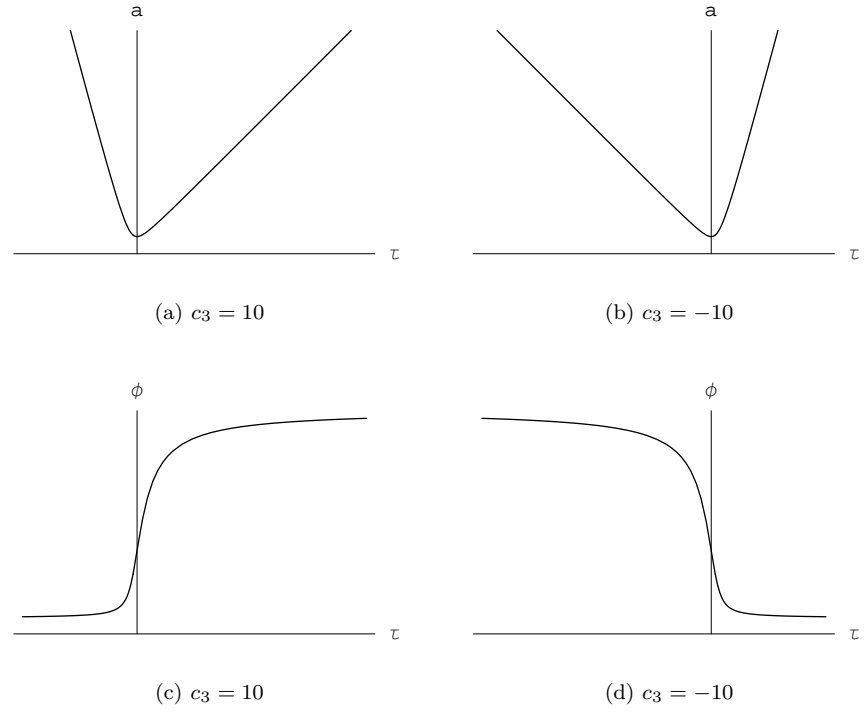 a
a
τ
τ
(a) c₃ = 10
(b) c₃ = −10
ϕ
ϕ
τ
τ
(c) c₃ = 10
(d) c₃ = −10